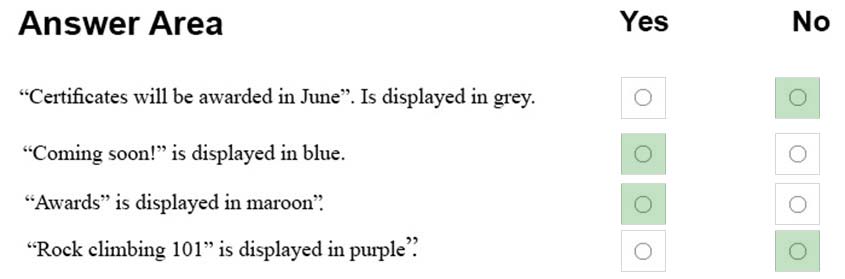 Answer Area Yes No
“Certificates will be awarded in June”. Is displayed in grey.
“Coming soon!” is displayed in blue.
“Awards” is displayed in maroon”.
“Rock climbing 101” is displayed in purple”.